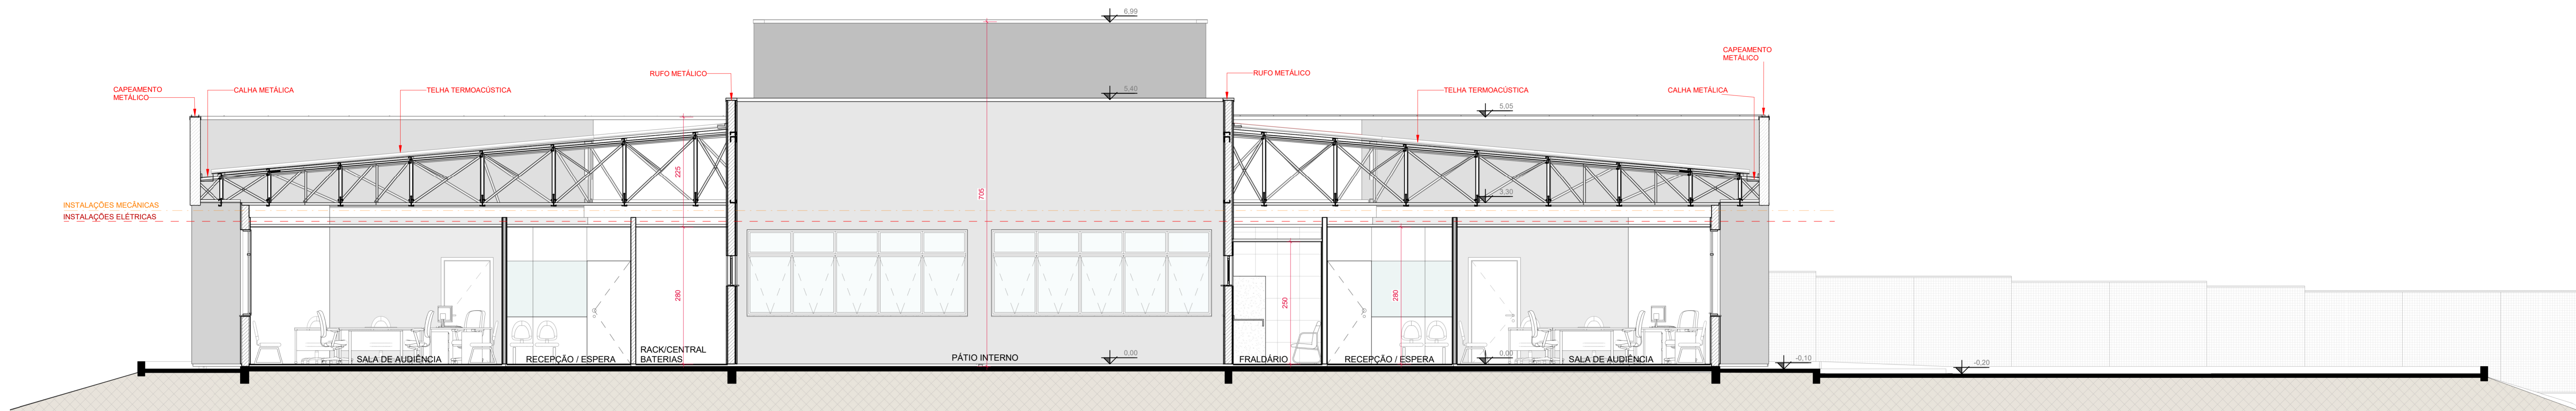 6,99
CAPEAMENTO
METÁLICO
RUFO METÁLICO
RUFO METÁLICO
CAPEAMENTO
METÁLICO
CALHA METÁLICA
TELHA TERMOACÚSTICA
5,40
TELHA TERMOACÚSTICA
CALHA METÁLICA
5,05
225
705
3,30
INSTALAÇÕES MECÂNICAS
INSTALAÇÕES ELÉTRICAS
280
250
280
RACK/CENTRAL
BATERIAS
SALA DE AUDIÊNCIA
RECEPÇÃO / ESPERA
PÁTIO INTERNO
0,00
FRALDÁRIO
RECEPÇÃO / ESPERA
0,00
SALA DE AUDIÊNCIA
-0,10
-0,20